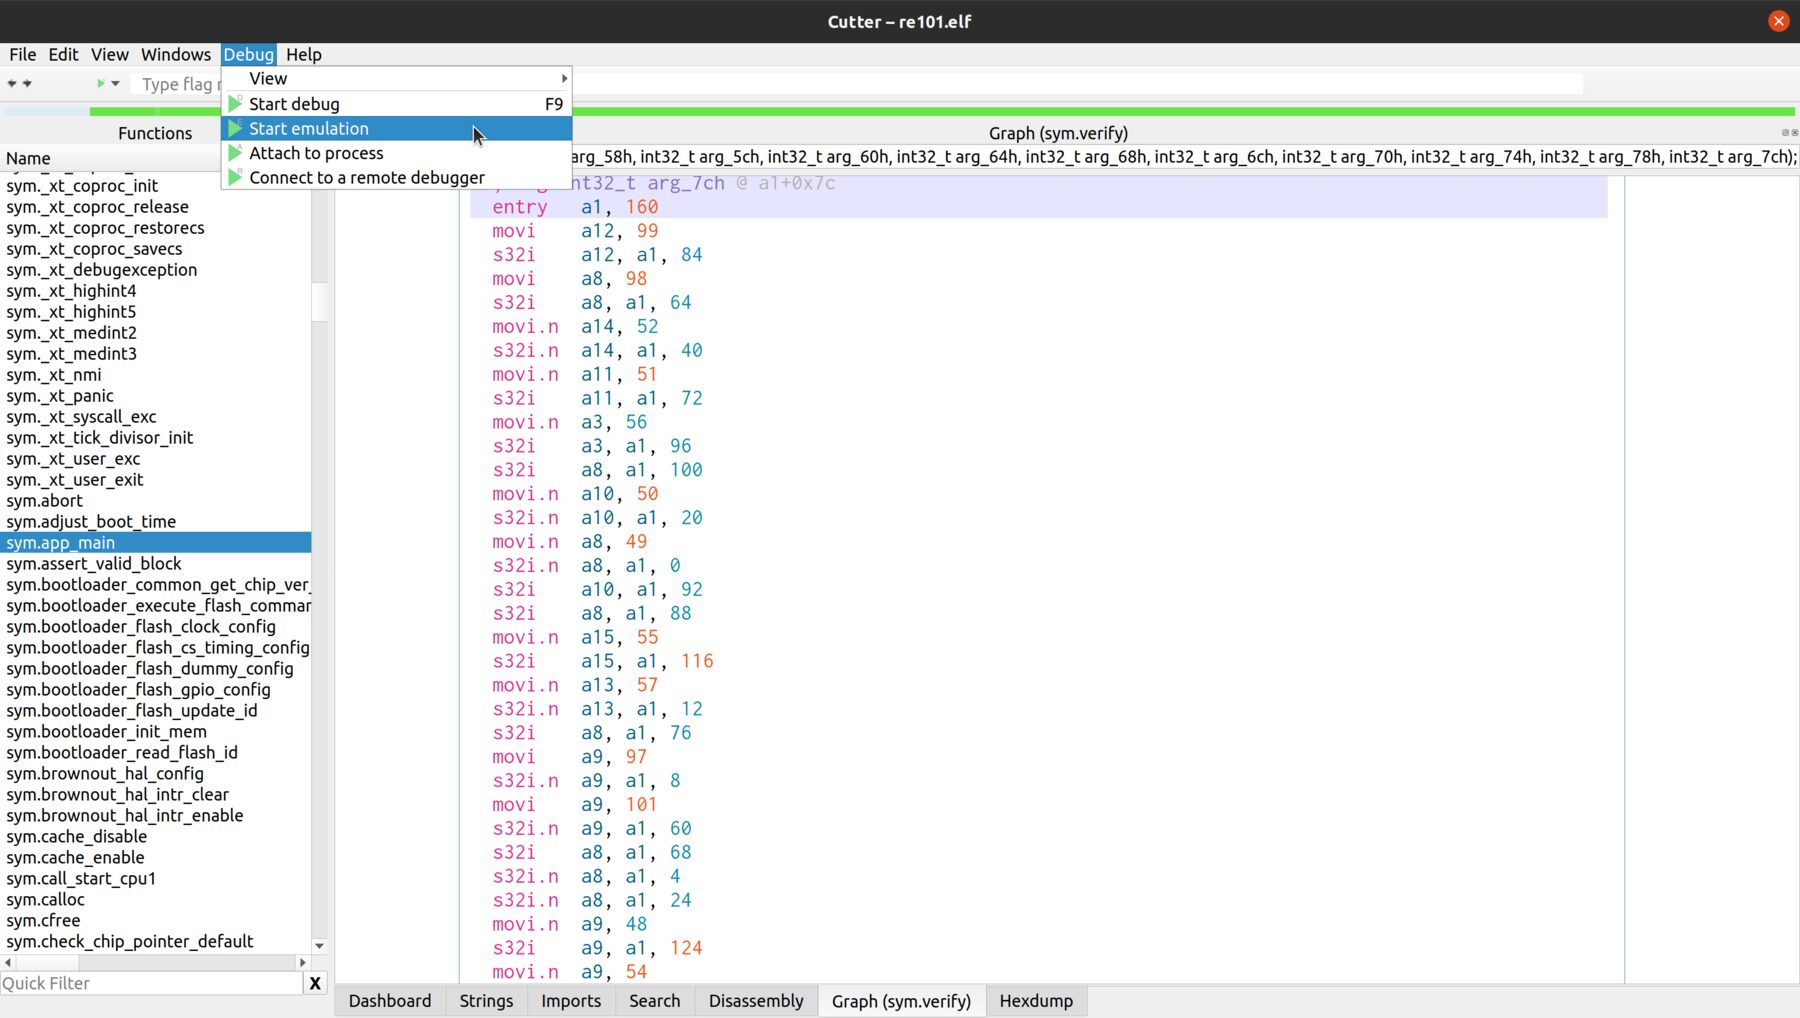 Cutter – re101.elf
File Edit View Windows Debug Help
Type flag
View
Start debug F9
Start emulation
Attach to process
Connect to a remote debugger
Functions
Name
sym._xt_coproc_init
sym._xt_coproc_release
sym._xt_coproc_restorecs
sym._xt_coproc_savecs
sym._xt_debugexception
sym._xt_highint4
sym._xt_highint5
sym._xt_medint2
sym._xt_medint3
sym._xt_nmi
sym._xt_panic
sym._xt_syscall_exc
sym._xt_tick_divisor_init
sym._xt_user_exc
sym._xt_user_exit
sym.abort
sym.adjust_boot_time
sym.app_main
sym.assert_valid_block
sym.bootloader_common_get_chip_ver_
sym.bootloader_execute_flash_commar
sym.bootloader_flash_clock_config
sym.bootloader_flash_cs_timing_config
sym.bootloader_flash_dummy_config
sym.bootloader_flash_gpio_config
sym.bootloader_flash_update_id
sym.bootloader_init_mem
sym.bootloader_read_flash_id
sym.brownout_hal_config
sym.brownout_hal_intr_clear
sym.brownout_hal_intr_enable
sym.cache_disable
sym.cache_enable
sym.call_start_cpu1
sym.calloc
sym.cfree
sym.check_chip_pointer_default
Quick Filter X
Graph (sym.verify)
arg_58h, int32_t arg_5ch, int32_t arg_60h, int32_t arg_64h, int32_t arg_68h, int32_t arg_6ch, int32_t arg_70h, int32_t arg_74h, int32_t arg_78h, int32_t arg_7ch);
nt32_t arg_7ch @ a1+0x7c
entry a1, 160
movi a12, 99
s32i a12, a1, 84
movi a8, 98
s32i a8, a1, 64
movi.n a14, 52
s32i.n a14, a1, 40
movi.n a11, 51
s32i a11, a1, 72
movi.n a3, 56
s32i a3, a1, 96
s32i a8, a1, 100
movi.n a10, 50
s32i.n a10, a1, 20
movi.n a8, 49
s32i.n a8, a1, 0
s32i a10, a1, 92
s32i a8, a1, 88
movi.n a15, 55
s32i a15, a1, 116
movi.n a13, 57
s32i.n a13, a1, 12
s32i a8, a1, 76
movi a9, 97
s32i.n a9, a1, 8
movi a9, 101
s32i.n a9, a1, 60
s32i a8, a1, 68
s32i.n a8, a1, 4
s32i.n a8, a1, 24
movi.n a9, 48
s32i a9, a1, 124
movi.n a9, 54
Dashboard Strings Imports Search Disassembly Graph (sym.verify) Hexdump